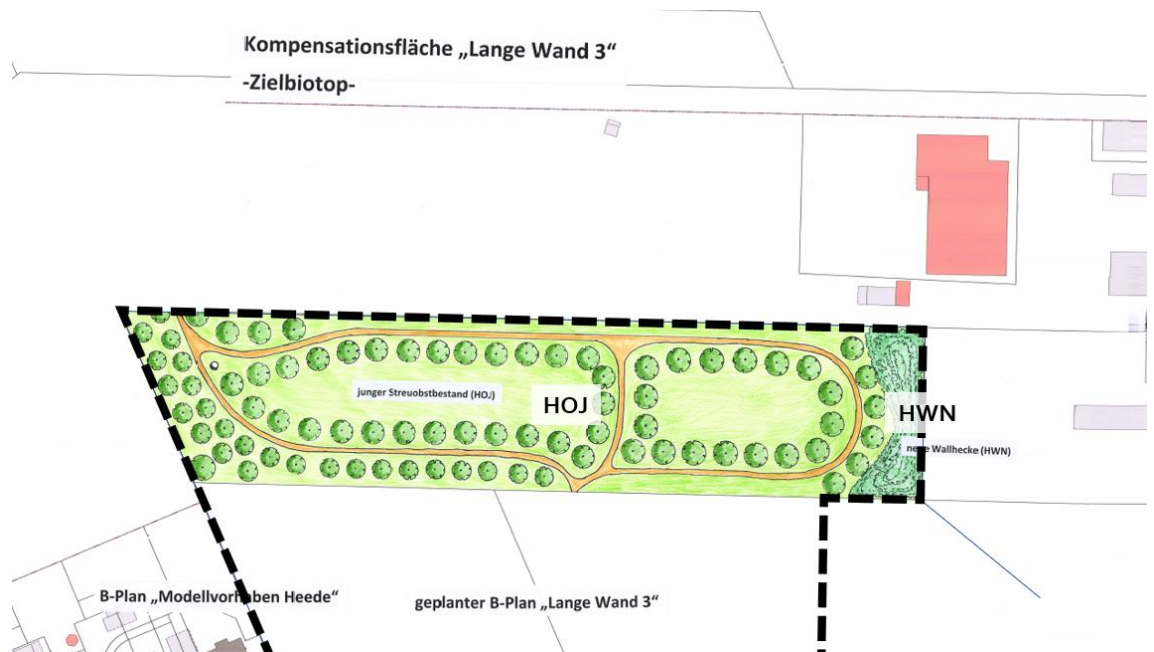 Kompensationsfläche „Lange Wand 3“
-Zielbiotop-
junger Streuobstbestand (HOJ)
HOJ
HWN
neue Wallhecke (HWN)
B-Plan „Modellvorhaben Heede“
geplanter B-Plan „Lange Wand 3“